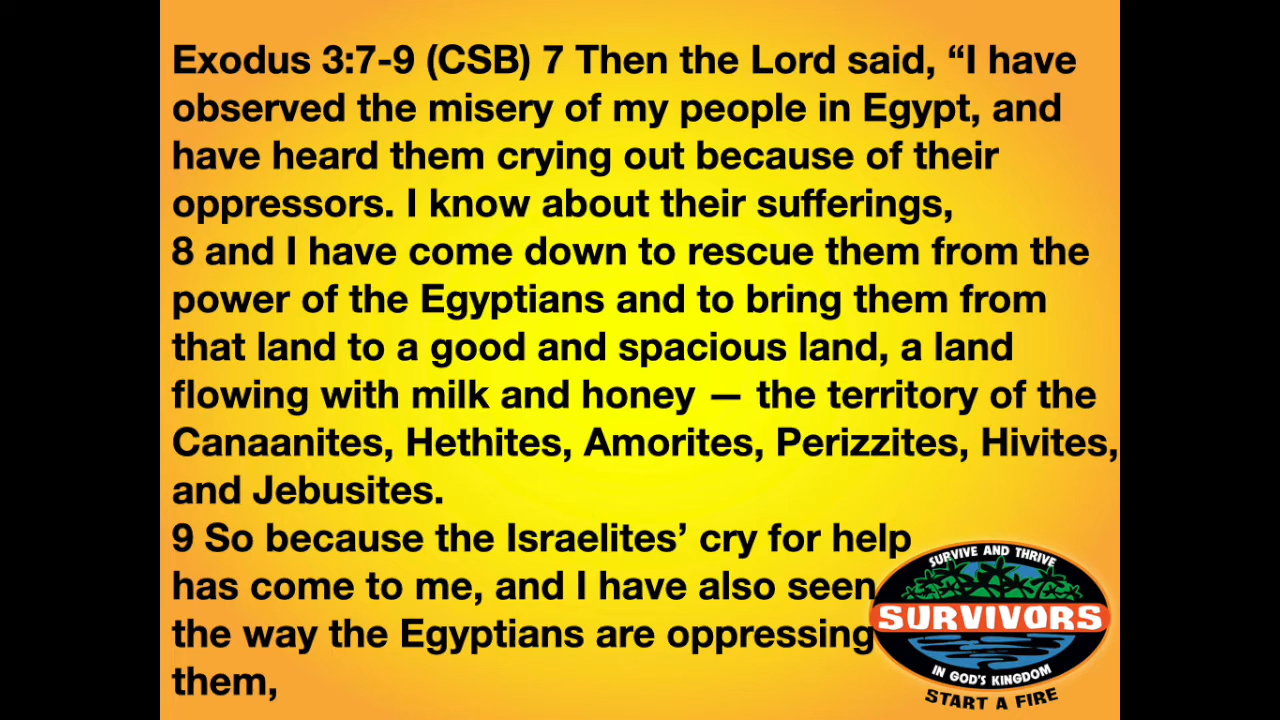 Exodus 3:7-9 (CSB) 7 Then the Lord said, “I have
observed the misery of my people in Egypt, and
have heard them crying out because of their
oppressors. I know about their sufferings,
8 and I have come down to rescue them from the
power of the Egyptians and to bring them from
that land to a good and spacious land, a land
flowing with milk and honey — the territory of the
Canaanites, Hethites, Amorites, Perizzites, Hivites,
and Jebusites.
9 So because the Israelites’ cry for help
has come to me, and I have also seen
the way the Egyptians are oppressing
them,
SURVIVE AND THRIVE
SURVIVORS
IN GOD'S KINGDOM
START A FIRE